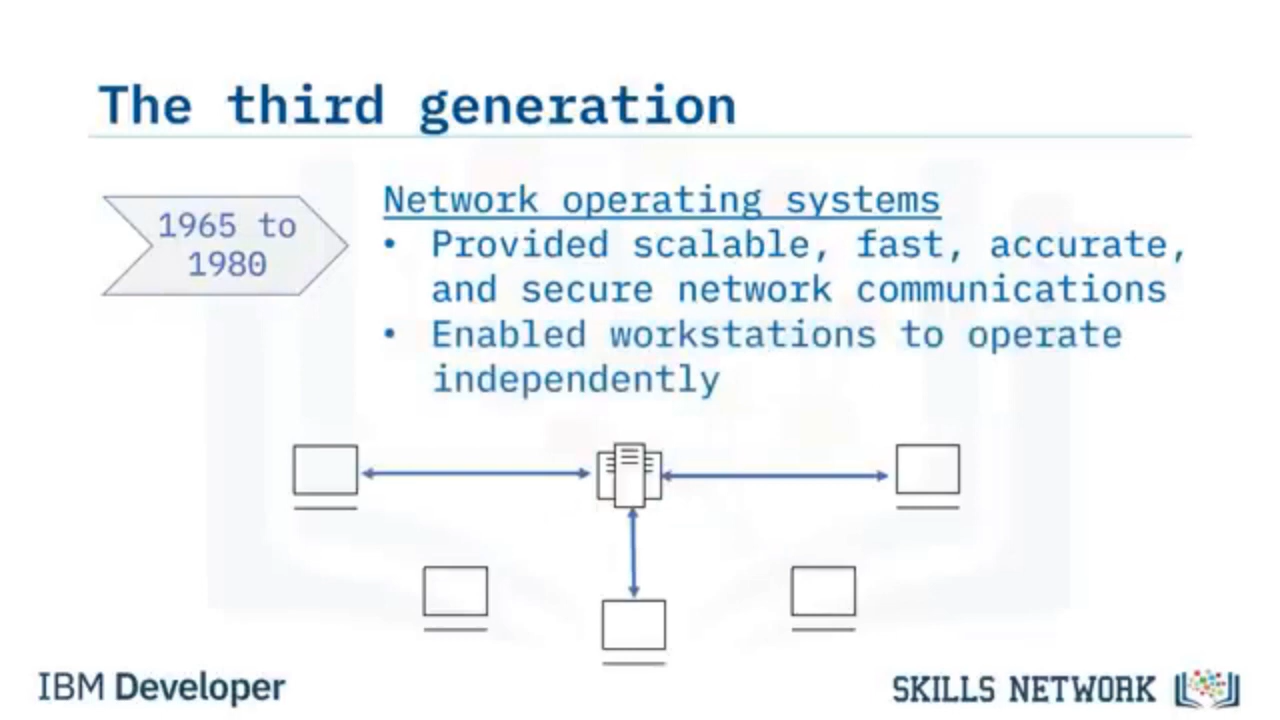 The third generation
1965 to
1980
Network operating systems
• Provided scalable, fast, accurate,
and secure network communications
• Enabled workstations to operate
independently
IBM Developer
SKILLS NETWORK